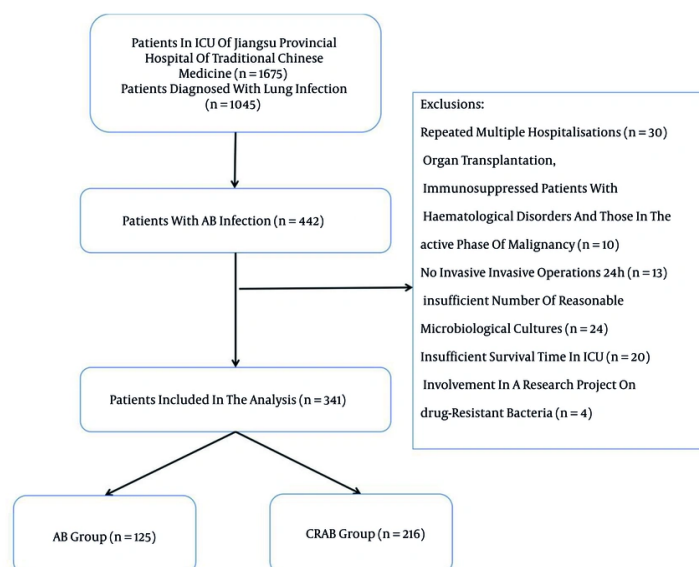 Patients In ICU Of Jiangsu Provincial
Hospital Of Traditional Chinese
Medicine (n = 1675)
Patients Diagnosed With Lung Infection
(n = 1045)
Patients With AB Infection (n = 442)
Exclusions:
Repeated Multiple Hospitalisations (n = 30)
Organ Transplantation,
Immunosuppressed Patients With
Haematological Disorders And Those In The
active Phase Of Malignancy (n = 10)
No Invasive Invasive Operations 24h (n = 13)
insufficient Number Of Reasonable
Microbiological Cultures (n = 24)
Insufficient Survival Time In ICU (n = 20)
Involvement In A Research Project On
drug-Resistant Bacteria (n = 4)
Patients Included In The Analysis (n = 341)
AB Group (n = 125)
CRAB Group (n = 216)